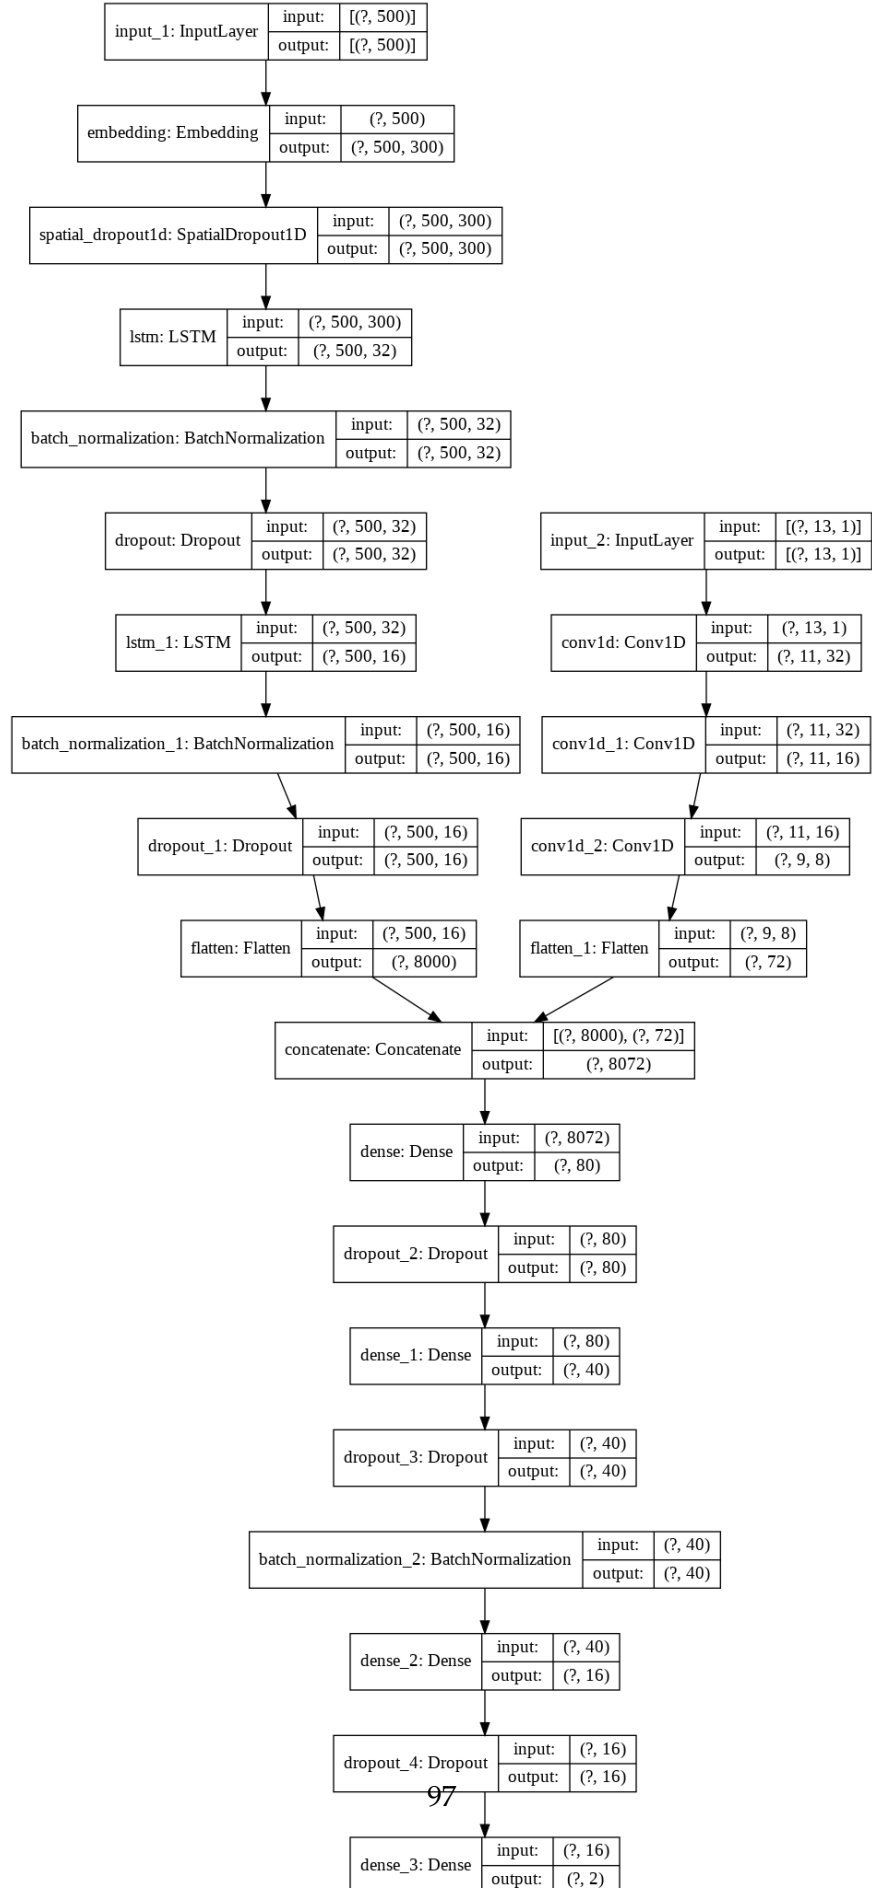 input_1: InputLayer input: [(?, 500)]
output: [(?, 500)]
embedding: Embedding input: (?, 500)
output: (?, 500, 300)
spatial_dropout1d: SpatialDropout1D input: (?, 500, 300)
output: (?, 500, 300)
lstm: LSTM input: (?, 500, 300)
output: (?, 500, 32)
batch_normalization: BatchNormalization input: (?, 500, 32)
output: (?, 500, 32)
dropout: Dropout input: (?, 500, 32)
output: (?, 500, 32)
input_2: InputLayer input: [(?, 13, 1)]
output: [(?, 13, 1)]
lstm_1: LSTM input: (?, 500, 32)
output: (?, 500, 16)
conv1d: Conv1D input: (?, 13, 1)
output: (?, 11, 32)
batch_normalization_1: BatchNormalization input: (?, 500, 16)
output: (?, 500, 16)
conv1d_1: Conv1D input: (?, 11, 32)
output: (?, 11, 16)
dropout_1: Dropout input: (?, 500, 16)
output: (?, 500, 16)
conv1d_2: Conv1D input: (?, 11, 16)
output: (?, 9, 8)
flatten: Flatten input: (?, 500, 16)
output: (?, 8000)
flatten_1: Flatten input: (?, 9, 8)
output: (?, 72)
concatenate: Concatenate input: [(?, 8000), (?, 72)]
output: (?, 8072)
dense: Dense input: (?, 8072)
output: (?, 80)
dropout_2: Dropout input: (?, 80)
output: (?, 80)
dense_1: Dense input: (?, 80)
output: (?, 40)
dropout_3: Dropout input: (?, 40)
output: (?, 40)
batch_normalization_2: BatchNormalization input: (?, 40)
output: (?, 40)
dense_2: Dense input: (?, 40)
output: (?, 16)
dropout_4: Dropout input: (?, 16)
output: (?, 16)
97
dense_3: Dense input: (?, 16)
output: (?, 2)